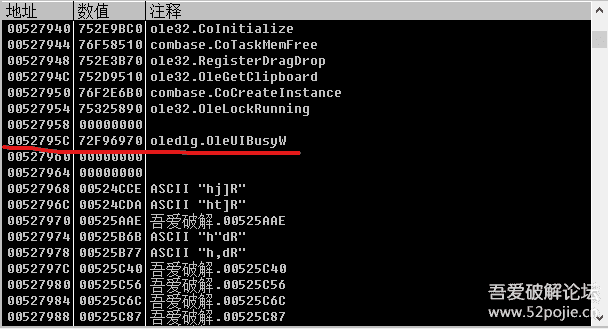 地址 数值 注释
00527940 752E9BC0 ole32.CoInitialize
00527944 76F58510 combase.CoTaskMemFree
00527948 752E3B70 ole32.RegisterDragDrop
0052794C 752D9510 ole32.OleGetClipboard
00527950 76F2E6B0 combase.CoCreateInstance
00527954 75325890 ole32.OleLockRunning
00527958 00000000
0052795C 72F96970 oledlg.OleUIBusyW
00527960 00000000
00527964 00000000
00527968 00524CCE ASCII "hj]R"
0052796C 00524CDA ASCII "ht]R"
00527970 00525AAE 吾爱破解.00525AAE
00527974 00525B6B ASCII "h"dR"
00527978 00525B77 ASCII "h,dR"
0052797C 00525C40 吾爱破解.00525C40
00527980 00525C56 吾爱破解.00525C56
00527984 00525C6C 吾爱破解.00525C6C
00527988 00525C87 吾爱破解.00525C87
吾爱破解论坛
www.52pojie.cn